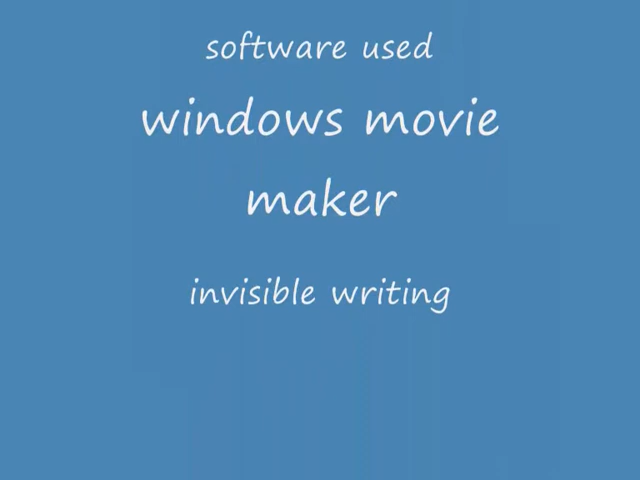 software used
windows movie
maker
invisible writing